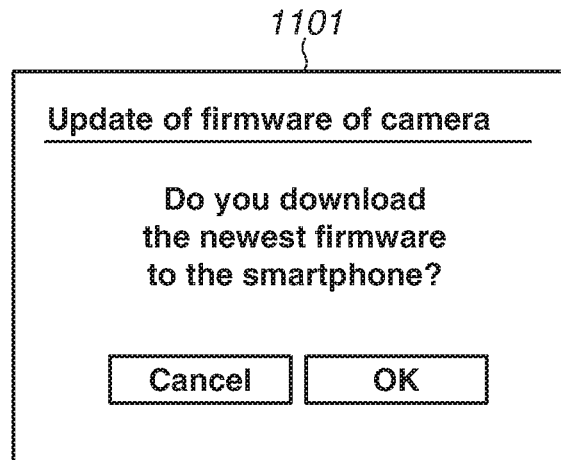 1101
Update of firmware of camera
Do you download
the newest firmware
to the smartphone?
Cancel OK